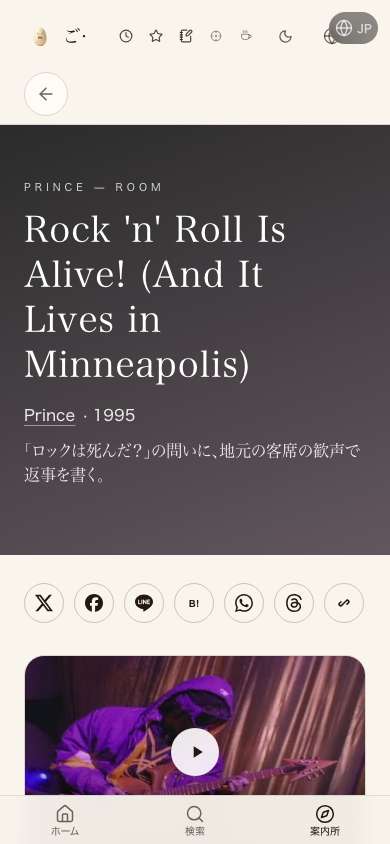 ご・
JP
PRINCE — ROOM
Rock 'n' Roll Is
Alive! (And It
Lives in
Minneapolis)
Prince · 1995
「ロックは死んだ?」の問いに、地元の客席の歓声で
返事を書く。
LINE
B!
ホーム
検索
案内所